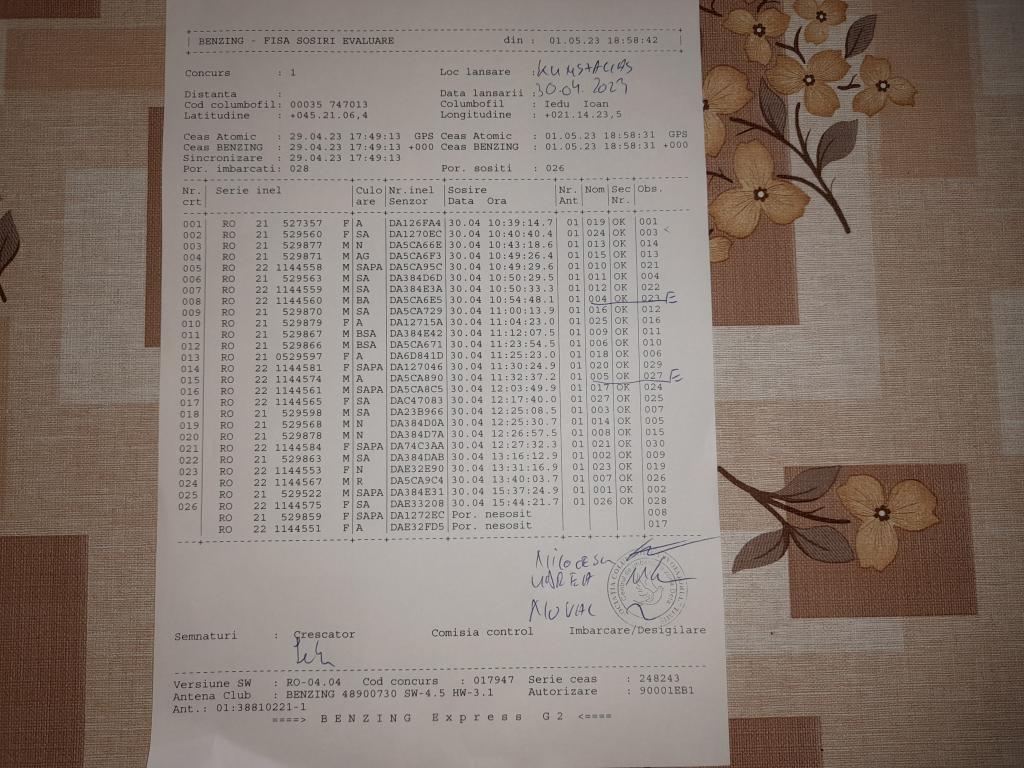 BENZING - FISA SOSIRI EVALUARE din : 01.05.23 18:58:42
Concurs : 1 Loc lansare :
Distanta : Data lansarii : 30.04.2023
Cod columbofil: 00035 747013 Columbofil : Iedu Ioan
Latitudine : +045.21.06,4 Longitudine : +021.14.23,5
Ceas Atomic : 29.04.23 17:49:13 GPS Ceas Atomic : 01.05.23 18:58:31 GPS
Ceas BENZING : 29.04.23 17:49:13 +000 Ceas BENZING : 01.05.23 18:58:31 +000
Sincronizare : 29.04.23 17:49:13
Por. imbarcati: 028 Por. sositi : 026
Nr. Serie inel Culo Nr.inel Sosire Nr. Nom Sec Obs.
crt are Senzor Data Ora Ant Nr.
001 RO 21 527357 F A DA126FA4 30.04 10:39:14.7 01 019 OK 001
002 RO 21 529560 F SA DA1270EC 30.04 10:40:40.4 01 024 OK 003
003 RO 21 529877 M N DA5CA66E 30.04 10:43:18.6 01 013 OK 014
004 RO 21 529871 M AG DA5CA6F3 30.04 10:49:26.4 01 015 OK 013
005 RO 22 1144558 M SAPA DA5CA95C 30.04 10:49:29.6 01 010 OK 021
006 RO 21 529563 M SA DA384D6D 30.04 10:50:29.5 01 011 OK 004
007 RO 22 1144559 M SA DA384E3A 30.04 10:50:33.3 01 012 OK 022
008 RO 22 1144560 M BA DA5CA6E5 30.04 10:54:48.1 01 004 OK 023 E
009 RO 21 529870 M SA DA5CA729 30.04 11:00:13.9 01 016 OK 012
010 RO 21 529879 F A DA12715A 30.04 11:04:23.0 01 025 OK 016
011 RO 21 529867 M BSA DA384E42 30.04 11:12:07.5 01 009 OK 011
012 RO 21 529866 M BSA DA5CA671 30.04 11:23:54.5 01 006 OK 010
013 RO 21 0529597 F A DA6D841D 30.04 11:25:23.0 01 018 OK 006
014 RO 22 1144581 F SAPA DA127046 30.04 11:30:24.9 01 020 OK 029
015 RO 22 1144574 M A DA5CA890 30.04 11:32:37.2 01 005 OK 027 E
016 RO 22 1144561 M SAPA DA5CA8C5 30.04 12:03:49.9 01 017 OK 024
017 RO 22 1144565 F SA DAC47083 30.04 12:17:40.0 01 027 OK 025
018 RO 21 529598 M SA DA23B966 30.04 12:25:08.5 01 003 OK 007
019 RO 21 529568 M N DA384D0A 30.04 12:25:30.7 01 014 OK 005
020 RO 21 529878 M N DA384D7A 30.04 12:26:57.5 01 008 OK 015
021 RO 22 1144584 F SAPA DA74C3AA 30.04 12:27:32.3 01 021 OK 030
022 RO 21 529863 M SA DA384DAB 30.04 13:16:12.9 01 002 OK 009
023 RO 22 1144553 F N DAE32E90 30.04 13:31:16.9 01 023 OK 019
024 RO 22 1144567 M R DA5CA9C4 30.04 13:40:03.7 01 007 OK 026
025 RO 21 529522 M SAPA DA384E31 30.04 15:37:24.9 01 001 OK 002
026 RO 22 1144575 F SA DAE33208 30.04 15:44:21.7 01 026 OK 028
RO 21 529859 F SAPA DA1272EC Por. nesosit 008
RO 22 1144551 F A DAE32FD5 Por. nesosit 017
Semnaturi : Crescator Comisia control Imbarcare/Desigilare
Versiune SW : RO-04.04 Cod concurs : 017947 Serie ceas : 248243
Antena Club : BENZING 48900730 SW-4.5 HW-3.1 Autorizare : 90001EB1
Ant.: 01:38810221-1
====> B E N Z I N G E x p r e s s G 2 <====